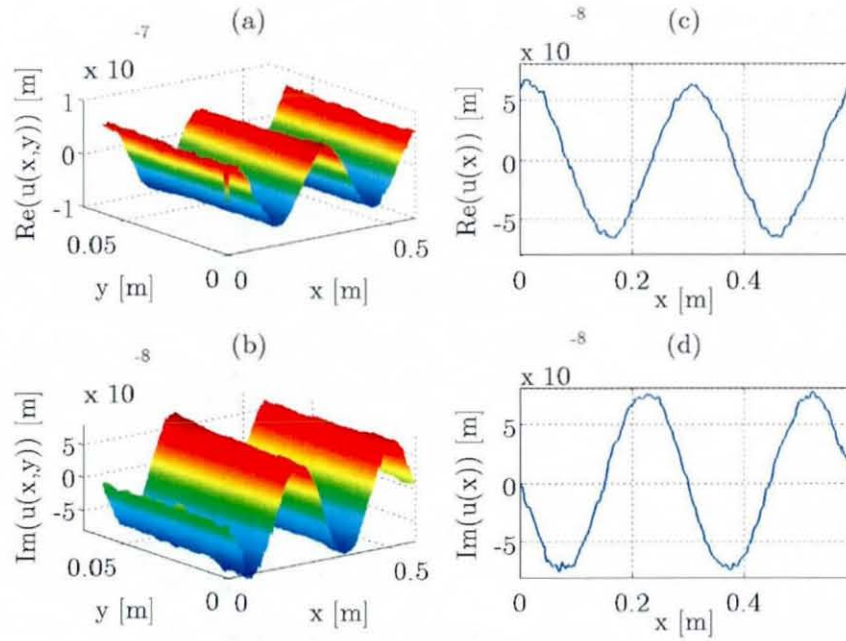 (a)
-7
x 10
Re(u(x,y)) [m]
1
0
-1
0.05
0
0
0.5
y [m]
x [m]
(c)
-8
x 10
Re(u(x)) [m]
5
0
-5
0
0.2
0.4
x [m]
(b)
-8
x 10
Im(u(x,y)) [m]
5
0
-5
0.05
0
0
0.5
y [m]
x [m]
(d)
-8
x 10
Im(u(x)) [m]
5
0
-5
0
0.2
0.4
x [m]